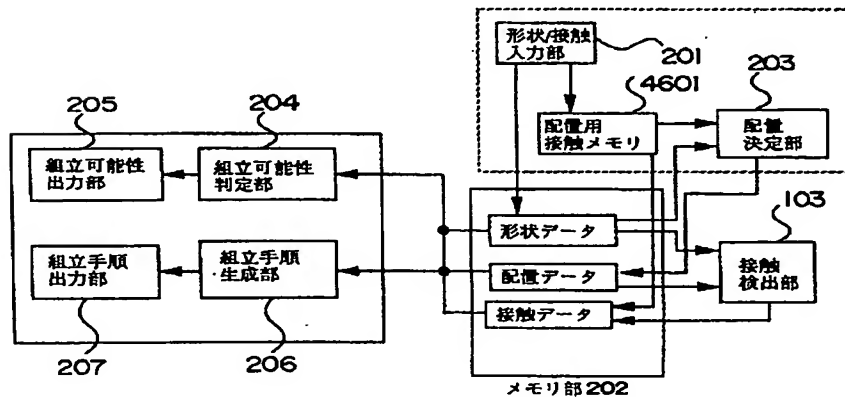 形状/接触
入力部
201
4601
203
配置用
接触メモリ
配置
決定部
205
204
組立可能性
出力部
組立可能性
判定部
形状データ
103
組立手順
出力部
組立手順
生成部
配置データ
接触
検出部
接触データ
207
206
メモリ部202